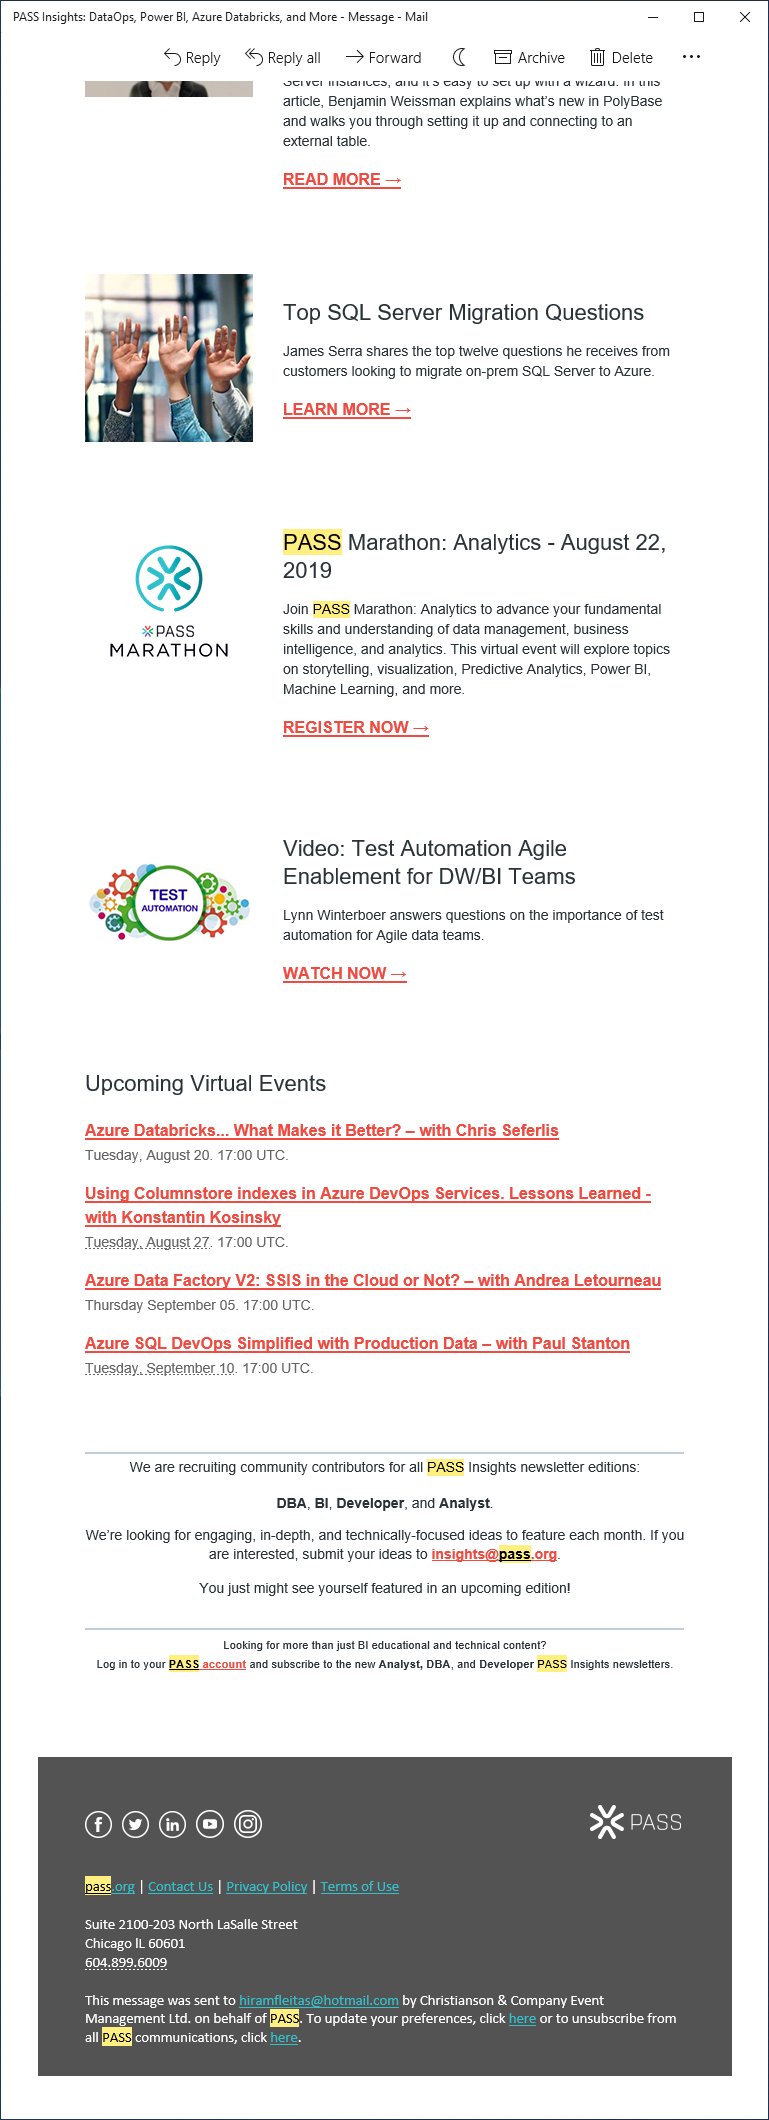 PASS Insights: DataOps, Power BI, Azure Databricks, and More - Message - Mail
Reply Reply all Forward Archive Delete
Server instances, and it's easy to set up with a wizard. In this
article, Benjamin Weissman explains what's new in PolyBase
and walks you through setting it up and connecting to an
external table.
READ MORE →
Top SQL Server Migration Questions
James Serra shares the top twelve questions he receives from
customers looking to migrate on-prem SQL Server to Azure.
LEARN MORE →
PASS
MARATHON
PASS Marathon: Analytics - August 22,
2019
Join PASS Marathon: Analytics to advance your fundamental
skills and understanding of data management, business
intelligence, and analytics. This virtual event will explore topics
on storytelling, visualization, Predictive Analytics, Power BI,
Machine Learning, and more.
REGISTER NOW →
TEST
AUTOMATION
Video: Test Automation Agile
Enablement for DW/BI Teams
Lynn Winterboer answers questions on the importance of test
automation for Agile data teams.
WATCH NOW →
Upcoming Virtual Events
Azure Databricks... What Makes it Better? – with Chris Seferlis
Tuesday, August 20. 17:00 UTC.
Using Columnstore indexes in Azure DevOps Services. Lessons Learned -
with Konstantin Kosinsky
Tuesday, August 27. 17:00 UTC.
Azure Data Factory V2: SSIS in the Cloud or Not? – with Andrea Letourneau
Thursday September 05. 17:00 UTC.
Azure SQL DevOps Simplified with Production Data – with Paul Stanton
Tuesday, September 10. 17:00 UTC.
We are recruiting community contributors for all PASS Insights newsletter editions:
DBA, BI, Developer, and Analyst.
We're looking for engaging, in-depth, and technically-focused ideas to feature each month. If you
are interested, submit your ideas to insights@pass.org.
You just might see yourself featured in an upcoming edition!
Looking for more than just BI educational and technical content?
Log in to your PASS account and subscribe to the new Analyst, DBA, and Developer PASS Insights newsletters.
PASS
pass.org | Contact Us | Privacy Policy | Terms of Use
Suite 2100-203 North LaSalle Street
Chicago IL 60601
604.899.6009
This message was sent to hiramfleitas@hotmail.com by Christianson & Company Event
Management Ltd. on behalf of PASS. To update your preferences, click here or to unsubscribe from
all PASS communications, click here.